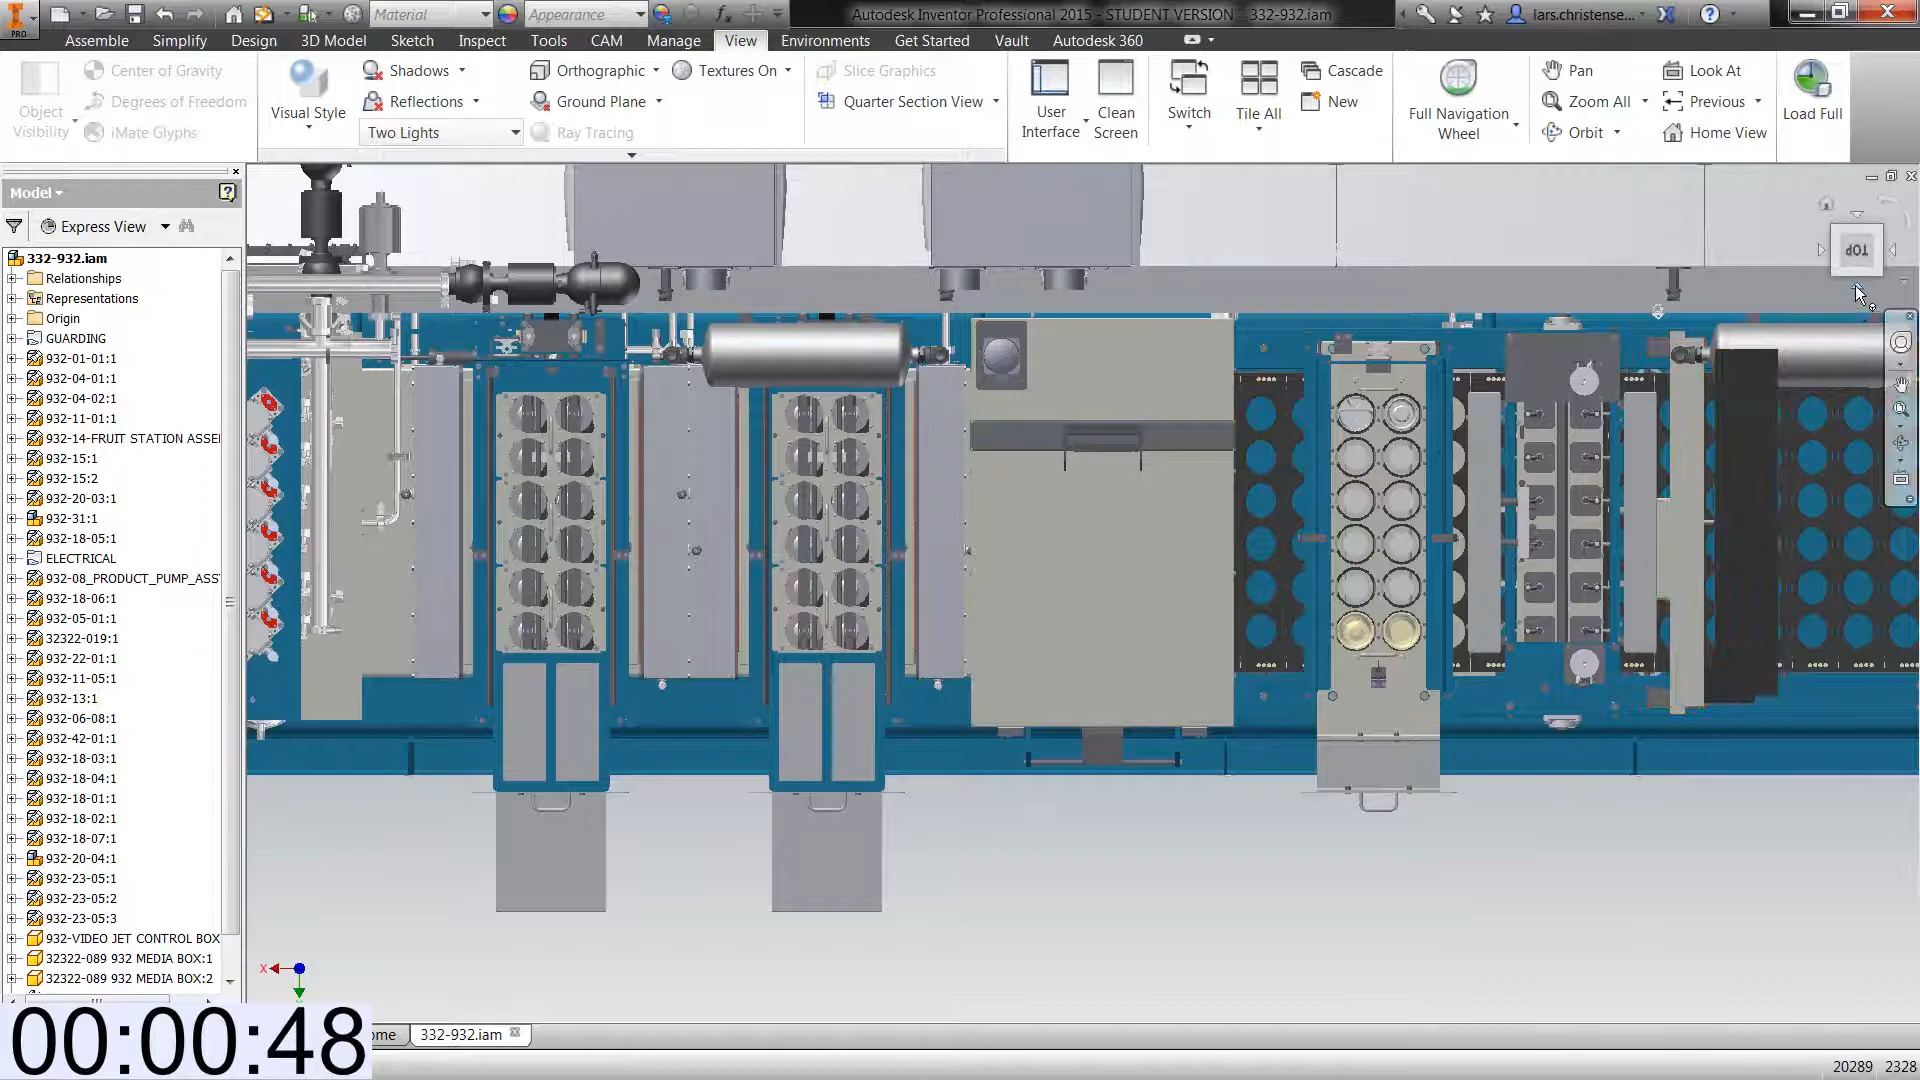 PRO
Material
Appearance
Autodesk Inventor Professional 2015 - STUDENT VERSION 332-932.iam
lars.christense...
Assemble Simplify Design 3D Model Sketch Inspect Tools CAM Manage View Environments Get Started Vault Autodesk 360
Object Visibility
Center of Gravity
Degrees of Freedom
iMate Glyphs
Visual Style
Shadows
Reflections
Two Lights
Orthographic
Ground Plane
Ray Tracing
Textures On
Slice Graphics
Quarter Section View
User Interface
Clean Screen
Switch
Tile All
Cascade
New
Full Navigation Wheel
Pan
Zoom All
Orbit
Look At
Previous
Home View
Load Full
Model
Express View
332-932.iam
Relationships
Representations
Origin
GUARDING
932-01-01:1
932-04-01:1
932-04-02:1
932-11-01:1
932-14-FRUIT STATION ASSE
932-15:1
932-15:2
932-20-03:1
932-31:1
932-18-05:1
ELECTRICAL
932-08_PRODUCT_PUMP_ASS
932-18-06:1
932-05-01:1
32322-019:1
932-22-01:1
932-11-05:1
932-13:1
932-06-08:1
932-42-01:1
932-18-03:1
932-18-04:1
932-18-01:1
932-18-02:1
932-18-07:1
932-20-04:1
932-23-05:1
932-23-05:2
932-23-05:3
932-VIDEO JET CONTROL BOX
32322-089 932 MEDIA BOX:1
32322-089 932 MEDIA BOX:2
TOP
X
00:00:48
ome
332-932.iam
20289 2328